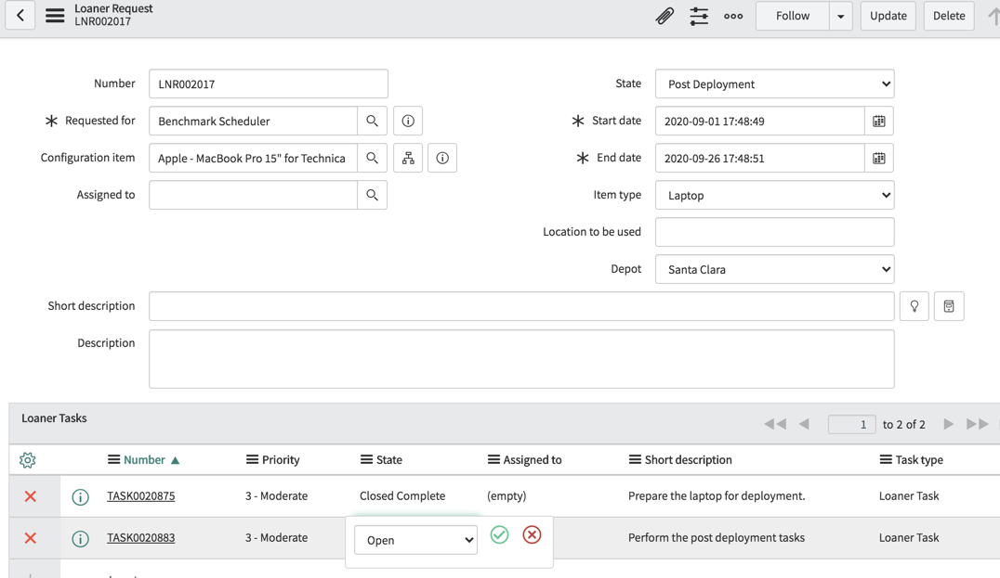 Loaner Request
LNR002017
Follow
Update
Delete
Number LNR002017
State Post Deployment
Requested for Benchmark Scheduler
Start date 2020-09-01 17:48:49
Configuration item Apple - MacBook Pro 15" for Technica
End date 2020-09-26 17:48:51
Assigned to
Item type Laptop
Location to be used
Depot Santa Clara
Short description
Description
Loaner Tasks
1 to 2 of 2
Number Priority State Assigned to Short description Task type
TASK0020875 3 - Moderate Closed Complete (empty) Prepare the laptop for deployment. Loaner Task
TASK0020883 3 - Moderate Open Perform the post deployment tasks Loaner Task